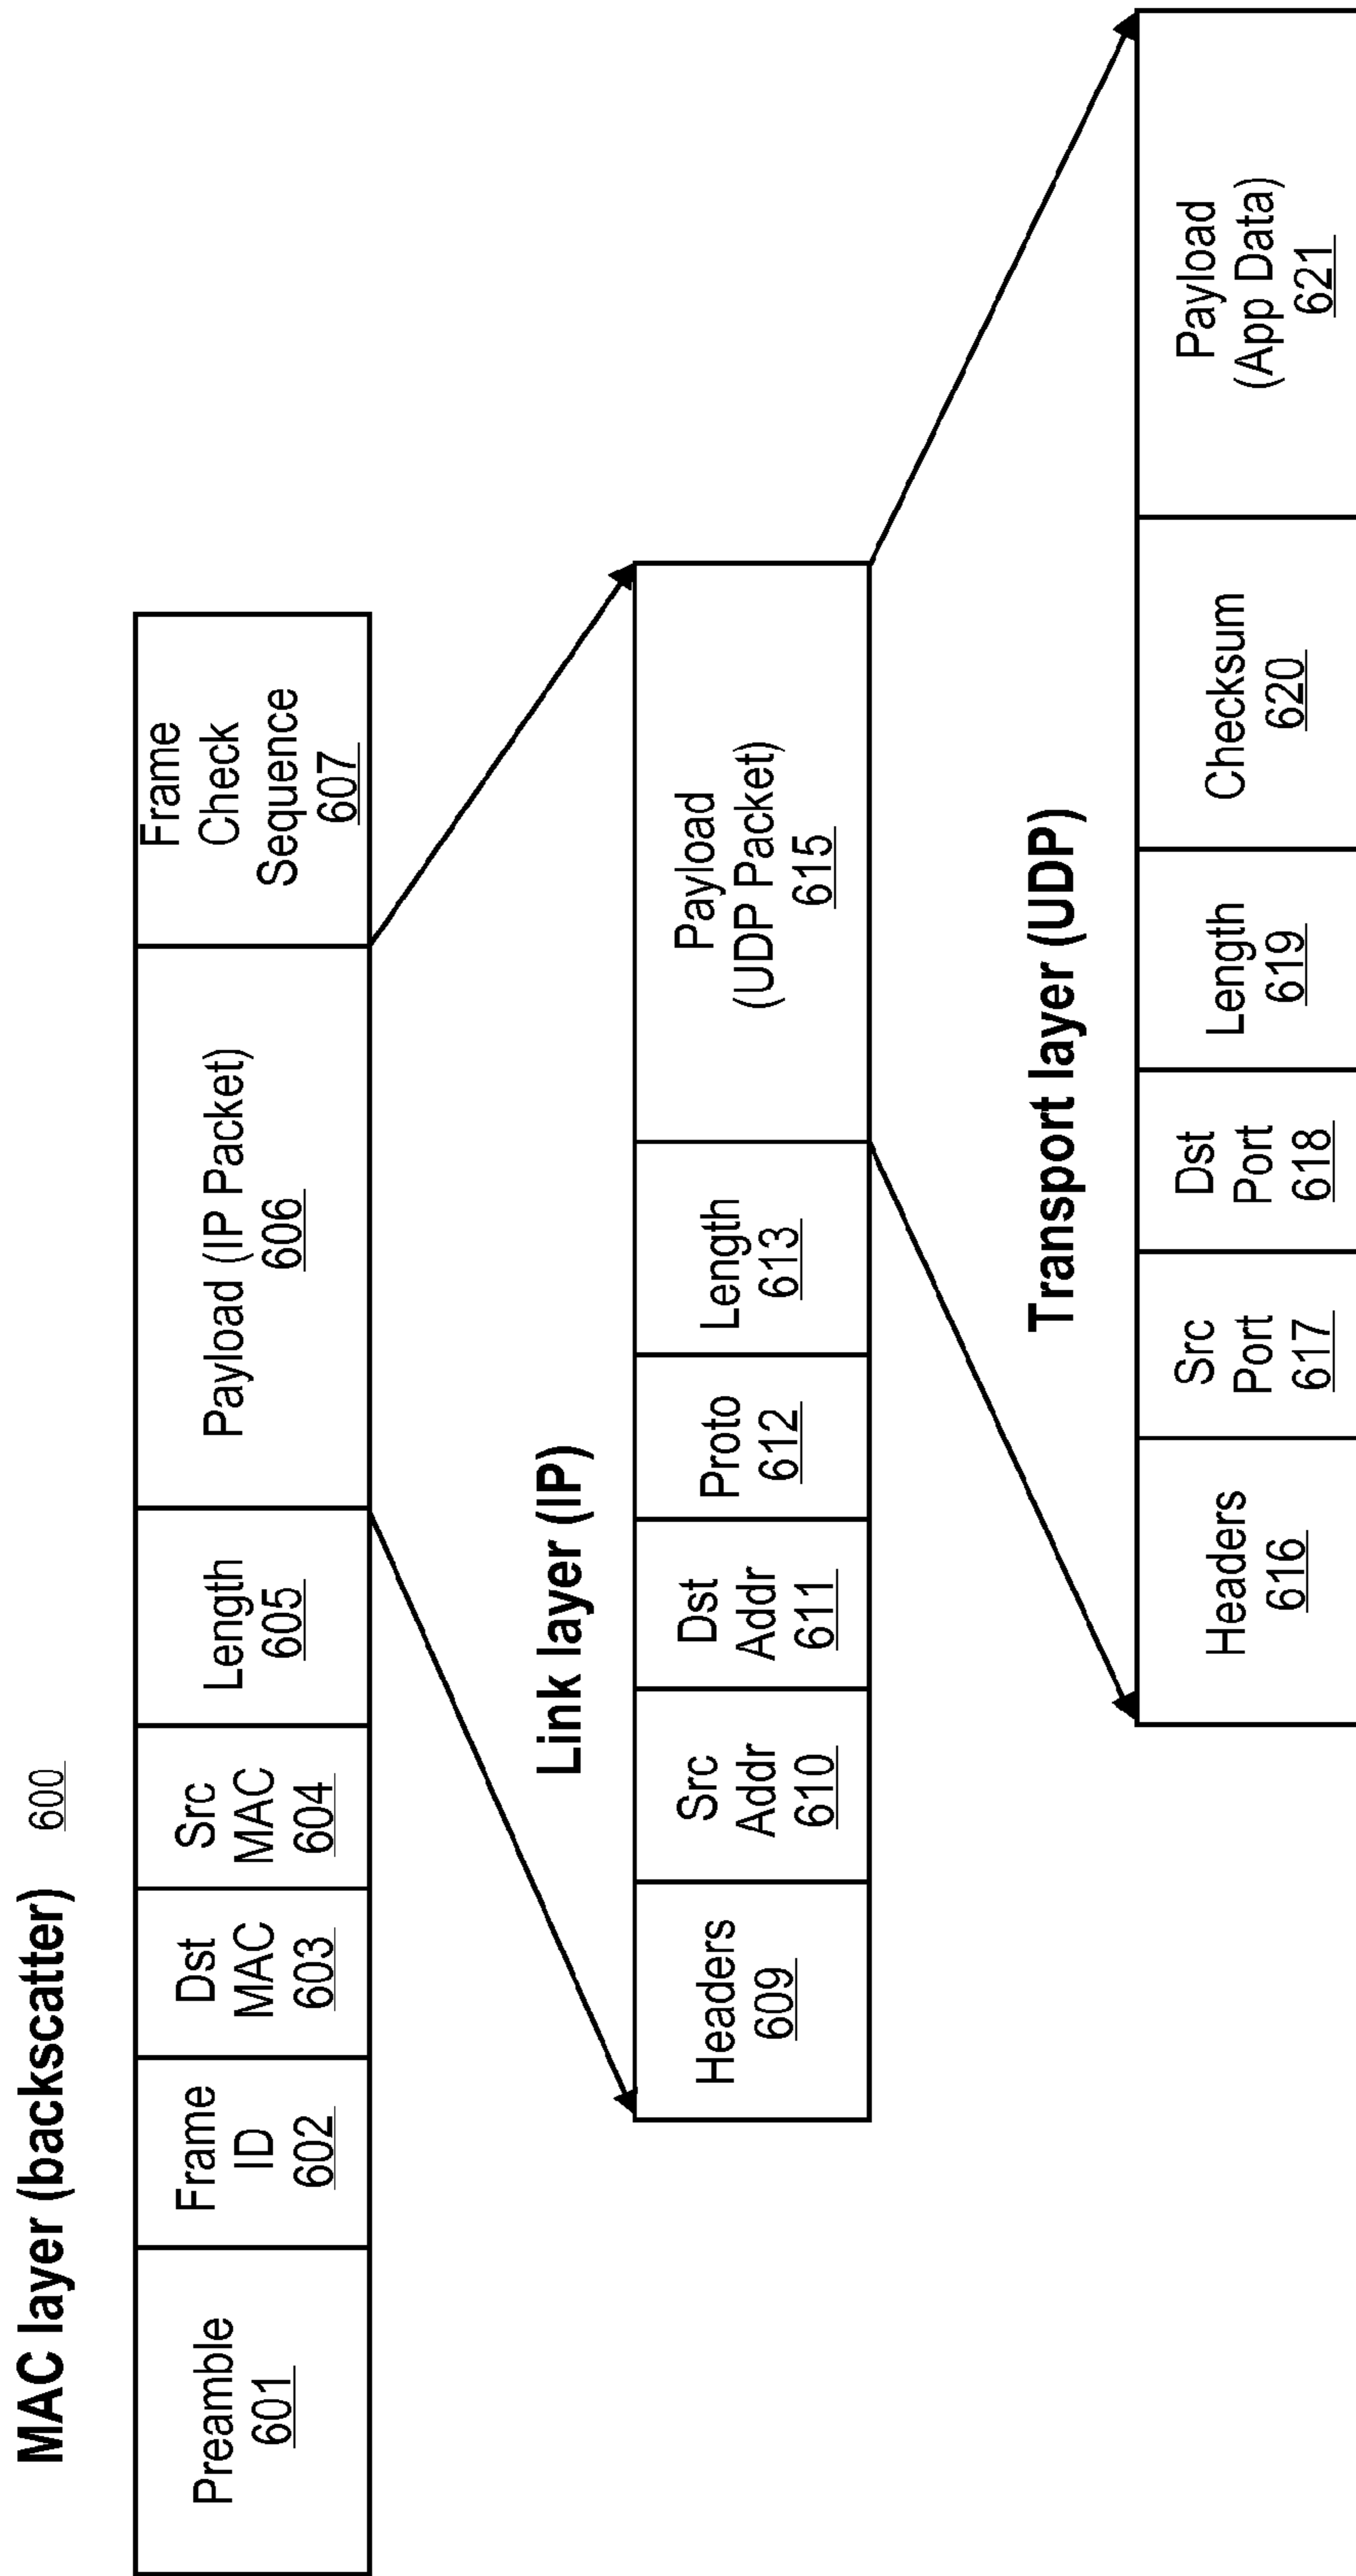 MAC layer (backscatter) 600
Preamble
601
Frame
ID
602
Dst
MAC
603
Src
MAC
604
Length
605
Payload (IP Packet)
606
Frame
Check
Sequence
607
Link layer (IP)
Headers
609
Src
Addr
610
Dst
Addr
611
Proto
612
Length
613
Payload
(UDP Packet)
615
Transport layer (UDP)
Headers
616
Src
Port
617
Dst
Port
618
Length
619
Checksum
620
Payload
(App Data)
621